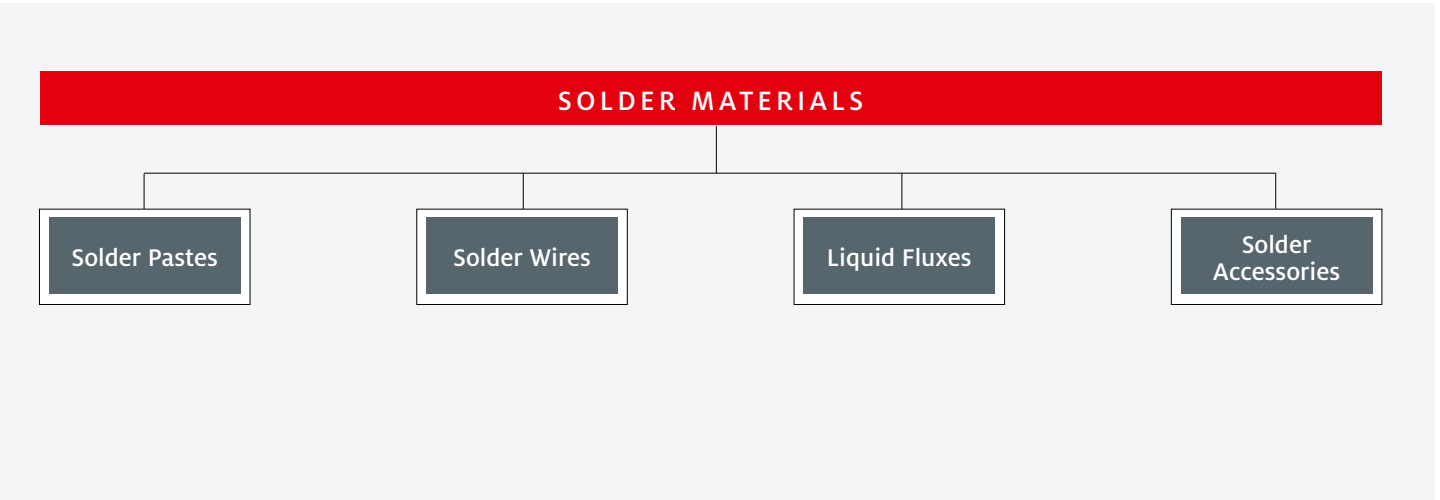 SOLDER MATERIALS
Solder Pastes
Solder Wires
Liquid Fluxes
Solder
Accessories